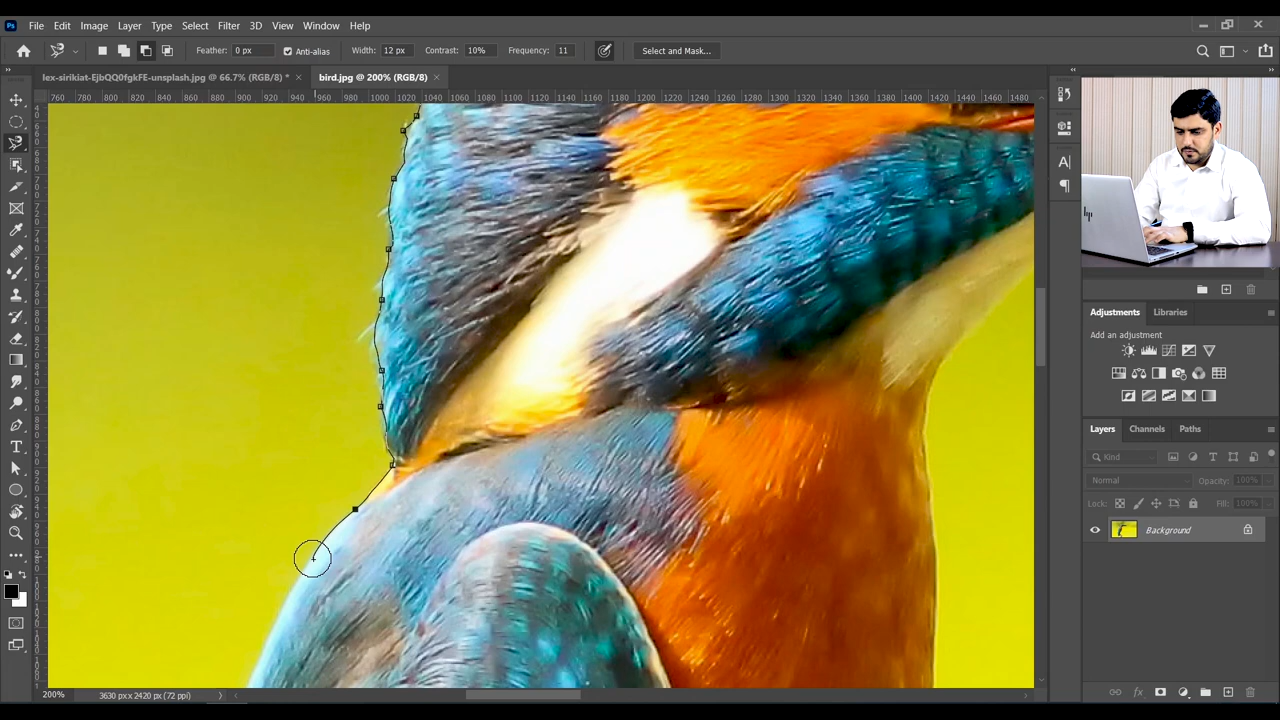 Ps File Edit Image Layer Type Select Filter 3D View Window Help
Feather: 0 px Anti-alias Width: 12 px Contrast: 10% Frequency: 11 Select and Mask...
lex-sirikiat-EjbQQ0fgkFE-unsplash.jpg @ 66.7% (RGB/8) * × bird.jpg @ 200% (RGB/8) ×
760 780 800 820 840 860 880 900 920 940 960 980 1000 1020 1040 1060 1080 1100 1120 1140 1160 1180 1200 1220 1240 1260 1280 1300 1320 1340 1360 1380 1400 1420 1440 1460 1480
hp
Adjustments Libraries
Add an adjustment
Layers Channels Paths
Kind
Normal Opacity: 100%
Lock: Fill: 100%
Background
200% 3630 px x 2420 px (72 ppi)